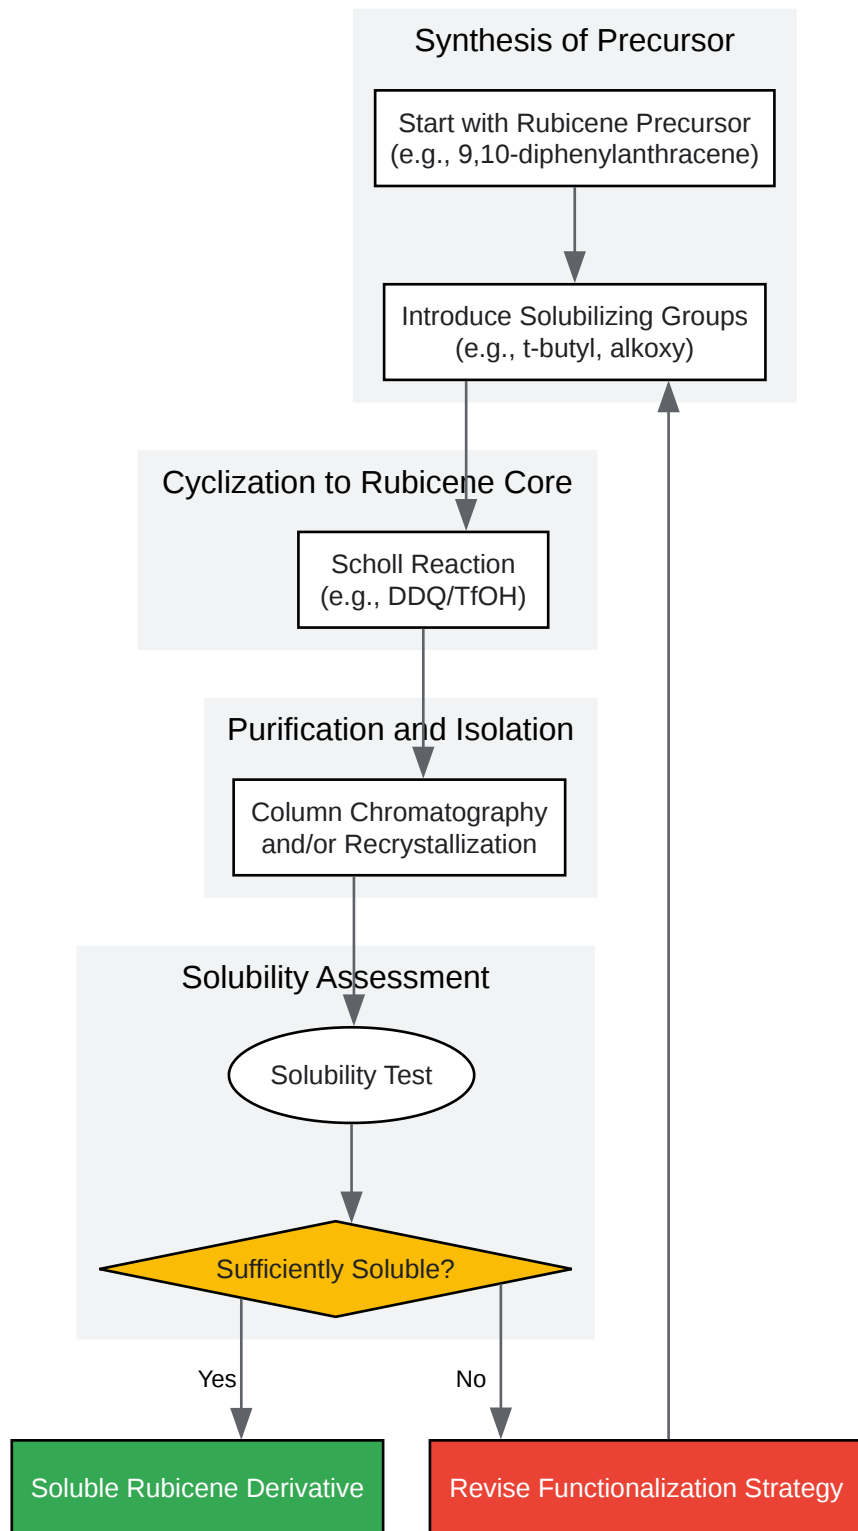 Synthesis of Precursor
Start with Rubicene Precursor
(e.g., 9,10-diphenylanthracene)
Introduce Solubilizing Groups
(e.g., t-butyl, alkoxy)
Cyclization to Rubicene Core
Scholl Reaction
(e.g., DDQ/TfOH)
Purification and Isolation
Column Chromatography
and/or Recrystallization
Solubility Assessment
Solubility Test
Sufficiently Soluble?
Yes
No
Soluble Rubicene Derivative
Revise Functionalization Strategy